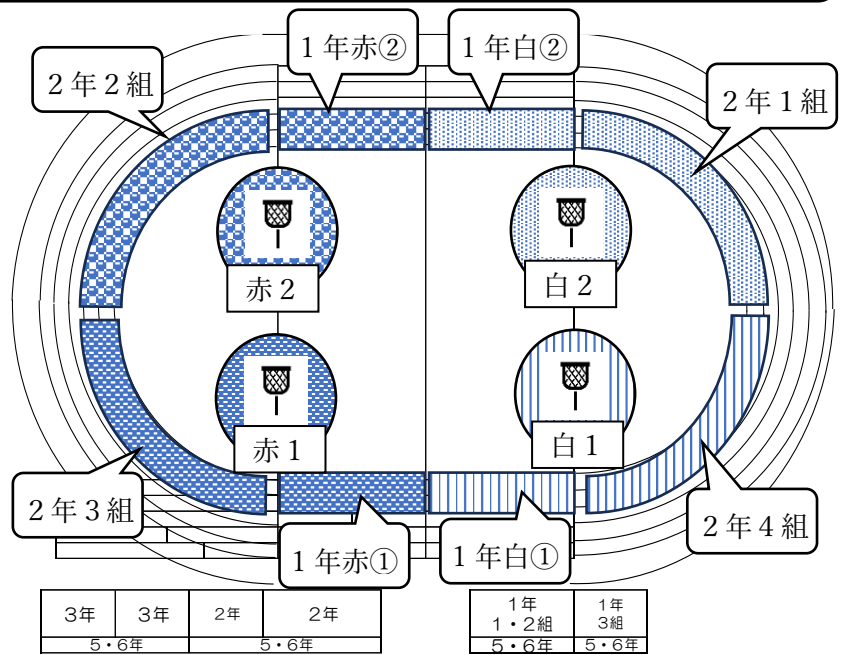 1年赤②
1年白②
2年2組
2年1組
赤2
白2
赤1
白1
2年3組
2年4組
1年赤①
1年白①
3年 3年 2年 2年
5・6年 5・6年
1年
1・2組
1年
3組
5・6年 5・6年